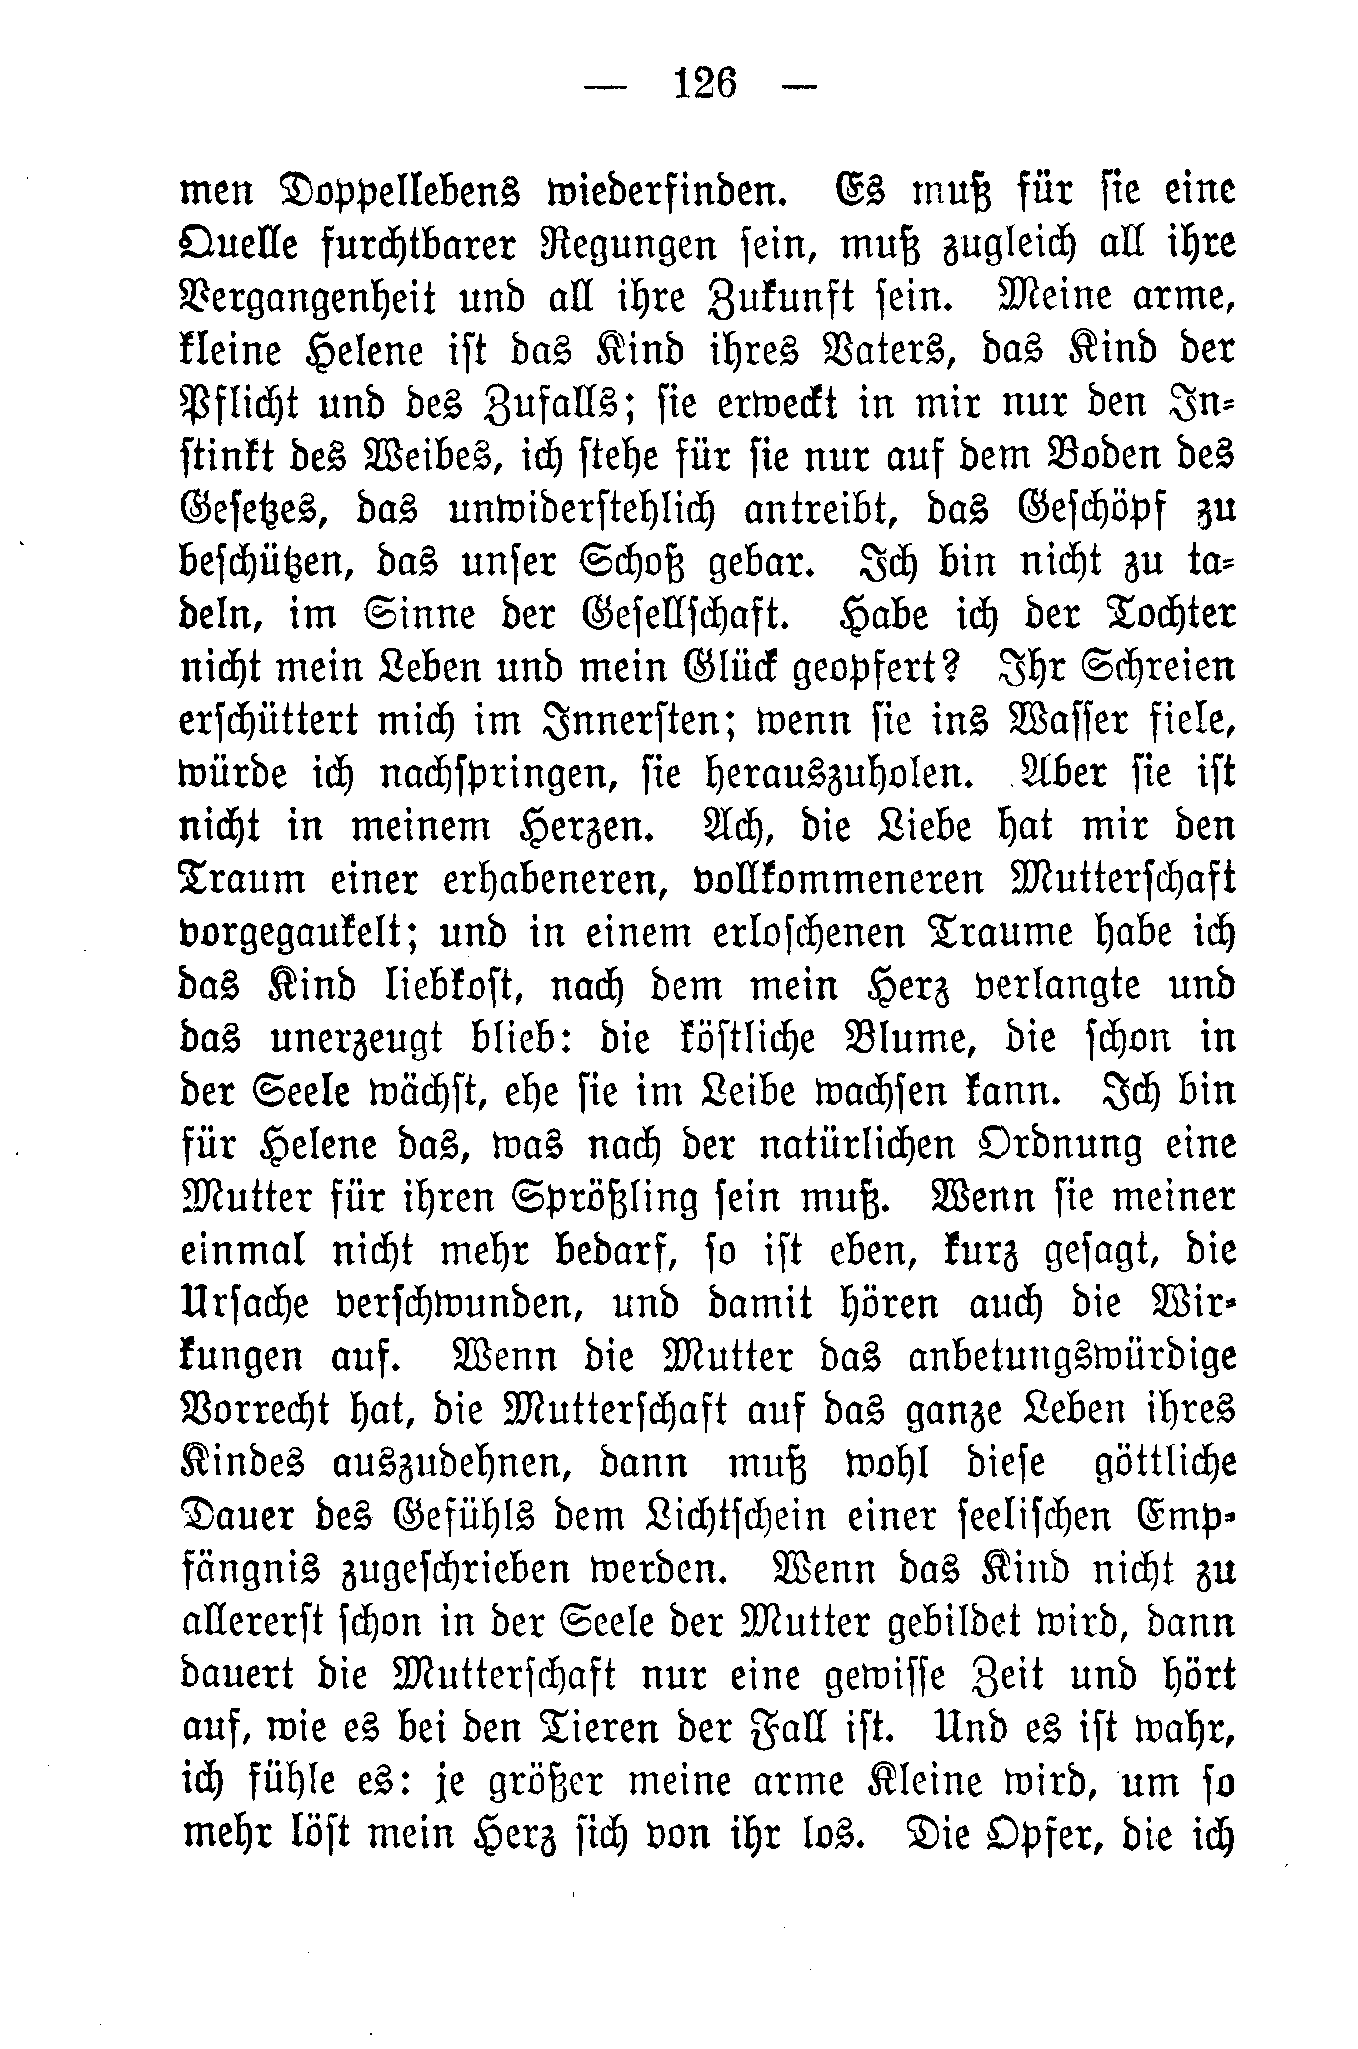 — 126 —
men Doppellebens wiederfinden. Es muß für sie eine
Quelle furchtbarer Regungen sein, muß zugleich all ihre
Vergangenheit und all ihre Zukunft sein. Meine arme,
kleine Helene ist das Kind ihres Vaters, das Kind der
Pflicht und des Zufalls; sie erweckt in mir nur den In-
stinkt des Weibes, ich stehe für sie nur auf dem Boden des
Gesetzes, das unwiderstehlich antreibt, das Geschöpf zu
beschützen, das unser Schoß gebar. Ich bin nicht zu ta-
deln, im Sinne der Gesellschaft. Habe ich der Tochter
nicht mein Leben und mein Glück geopfert? Ihr Schreien
erschüttert mich im Innersten; wenn sie ins Wasser fiele,
würde ich nachspringen, sie herauszuholen. Aber sie ist
nicht in meinem Herzen. Ach, die Liebe hat mir den
Traum einer erhabeneren, vollkommeneren Mutterschaft
vorgegaukelt; und in einem erloschenen Traume habe ich
das Kind liebkost, nach dem mein Herz verlangte und
das unerzeugt blieb: die köstliche Blume, die schon in
der Seele wächst, ehe sie im Leibe wachsen kann. Ich bin
für Helene das, was nach der natürlichen Ordnung eine
Mutter für ihren Sprößling sein muß. Wenn sie meiner
einmal nicht mehr bedarf, so ist eben, kurz gesagt, die
Ursache verschwunden, und damit hören auch die Wir-
kungen auf. Wenn die Mutter das anbetungswürdige
Vorrecht hat, die Mutterschaft auf das ganze Leben ihres
Kindes auszudehnen, dann muß wohl diese göttliche
Dauer des Gefühls dem Lichtschein einer seelischen Emp-
fängnis zugeschrieben werden. Wenn das Kind nicht zu
allererst schon in der Seele der Mutter gebildet wird, dann
dauert die Mutterschaft nur eine gewisse Zeit und hört
auf, wie es bei den Tieren der Fall ist. Und es ist wahr,
ich fühle es: je größer meine arme Kleine wird, um so
mehr löst mein Herz sich von ihr los. Die Opfer, die ich